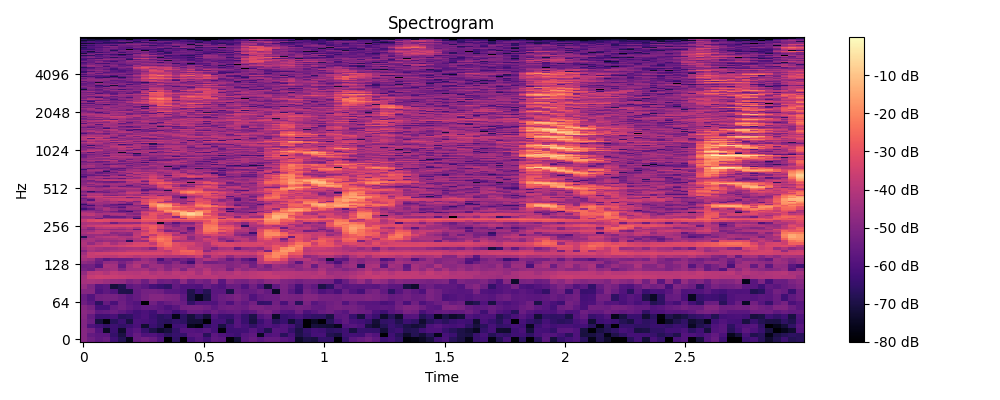 Spectrogram
4096
2048
1024
512
256
128
64
0
Hz
0
0.5
1
1.5
2
2.5
Time
-10 dB
-20 dB
-30 dB
-40 dB
-50 dB
-60 dB
-70 dB
-80 dB